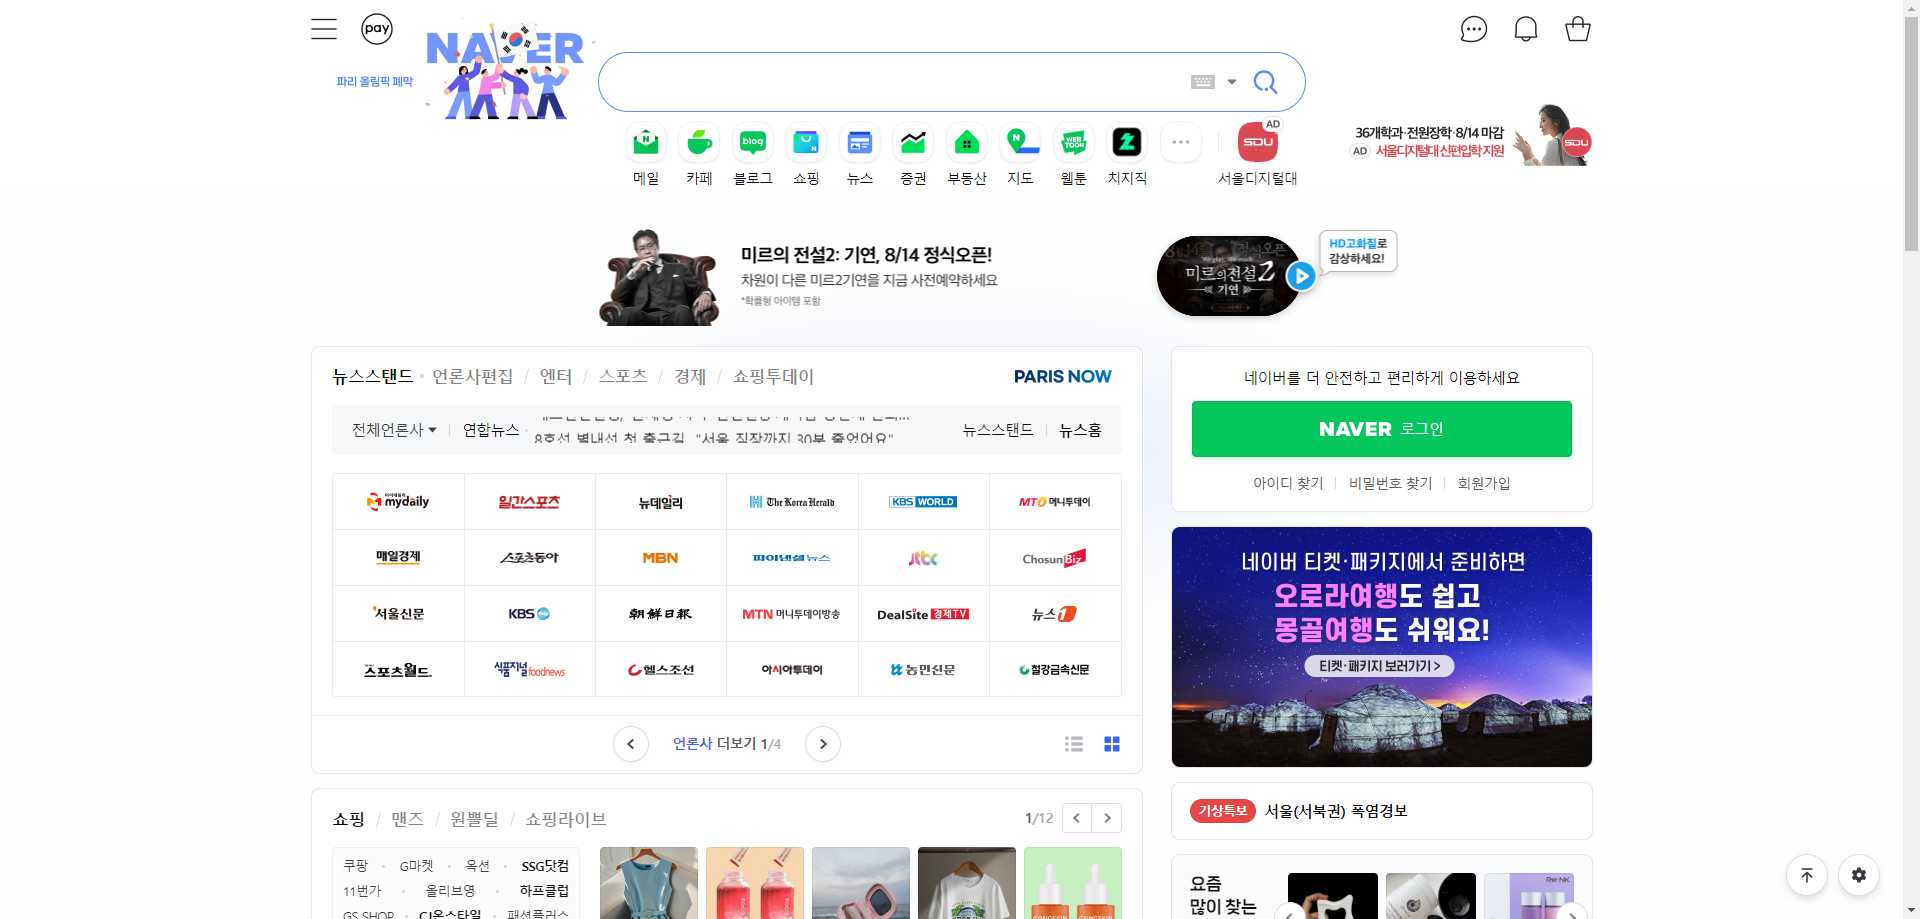 pay
NAVER
파리 올림픽 폐막
메일
카페
blog
블로그
쇼핑
뉴스
증권
부동산
지도
WEB TOON
웹툰
치지직
AD
SDU
서울디지털대
36개학과·전원장학·8/14 마감
AD 서울디지털대 신편입학 지원
SDU
미르의 전설2: 기연, 8/14 정식오픈!
차원이 다른 미르2기연을 지금 사전예약하세요
*확률형 아이템 포함
미르의전설2
기연
HD고화질로
감상하세요!
뉴스스탠드 · 언론사편집 / 엔터 / 스포츠 / 경제 / 쇼핑투데이
PARIS NOW
전체언론사
연합뉴스 ·
8호선 별내선 첫 출근길, "서울 직장까지 30분 줄었어요"
뉴스스탠드
뉴스홈
마이데일리 mydaily
일간스포츠
뉴데일리
The Korea Herald
KBS WORLD
MTO 머니투데이
매일경제
스포츠동아
MBN
파이낸셜뉴스
jtbc
ChosunBiz
서울신문
KBS
朝鮮日報
MTN 머니투데이방송
DealSite 경제TV
뉴스1
스포츠월드
식품저널 foodnews
헬스조선
아시아투데이
농민신문
철강금속신문
언론사 더보기 1/4
네이버를 더 안전하고 편리하게 이용하세요
NAVER 로그인
아이디 찾기
비밀번호 찾기
회원가입
네이버 티켓·패키지에서 준비하면
오로라여행도 쉽고
몽골여행도 쉬워요!
티켓·패키지 보러가기 >
기상특보 서울(서북권) 폭염경보
쇼핑 / 맨즈 / 원쁠딜 / 쇼핑라이브
1/12
쿠팡 · G마켓 · 옥션 · SSG닷컴
11번가 · 올리브영 · 하프클럽
GS SHOP · CJ온스타일 · 패션플러스
요즘
많이 찾는
Re:NK